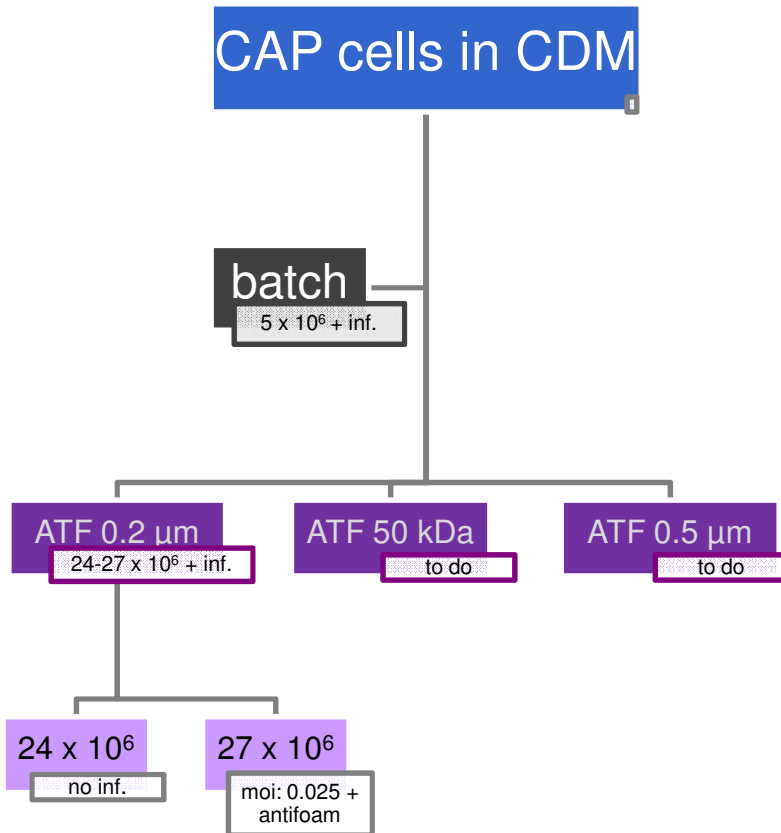 CAP cells in CDM
batch
5 x 10⁶ + inf.
ATF 0.2 µm
24-27 x 10⁶ + inf.
ATF 50 kDa
to do
ATF 0.5 µm
to do
24 x 10⁶
no inf.
27 x 10⁶
moi: 0.025 +
antifoam